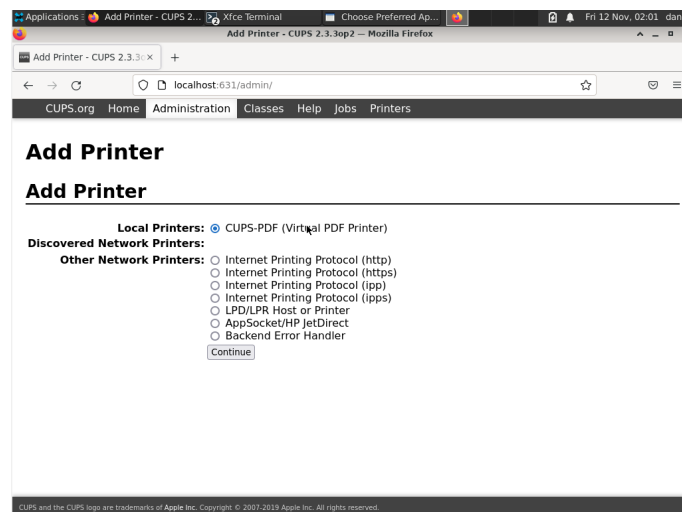 Applications Add Printer - CUPS 2... Xfce Terminal Choose Preferred Ap... Fri 12 Nov, 02:01 dan
Add Printer - CUPS 2.3.3op2 — Mozilla Firefox
Add Printer - CUPS 2.3.3
localhost:631/admin/
CUPS.org Home Administration Classes Help Jobs Printers
Add Printer
Add Printer
Local Printers: CUPS-PDF (Virtual PDF Printer)
Discovered Network Printers:
Other Network Printers: Internet Printing Protocol (http)
Internet Printing Protocol (https)
Internet Printing Protocol (ipp)
Internet Printing Protocol (ipps)
LPD/LPR Host or Printer
AppSocket/HP JetDirect
Backend Error Handler
Continue
CUPS and the CUPS logo are trademarks of Apple Inc. Copyright © 2007-2019 Apple Inc. All rights reserved.